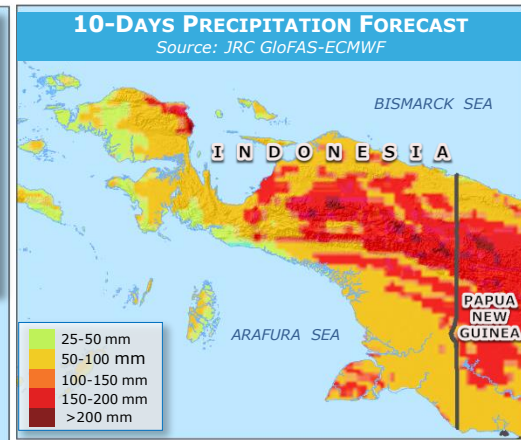 10-DAYS PRECIPITATION FORECAST
Source: JRC GloFAS-ECMWF
BISMARCK SEA
INDONESIA
PAPUA
NEW
GUINEA
ARAFURA SEA
25-50 mm
50-100 mm
100-150 mm
150-200 mm
>200 mm